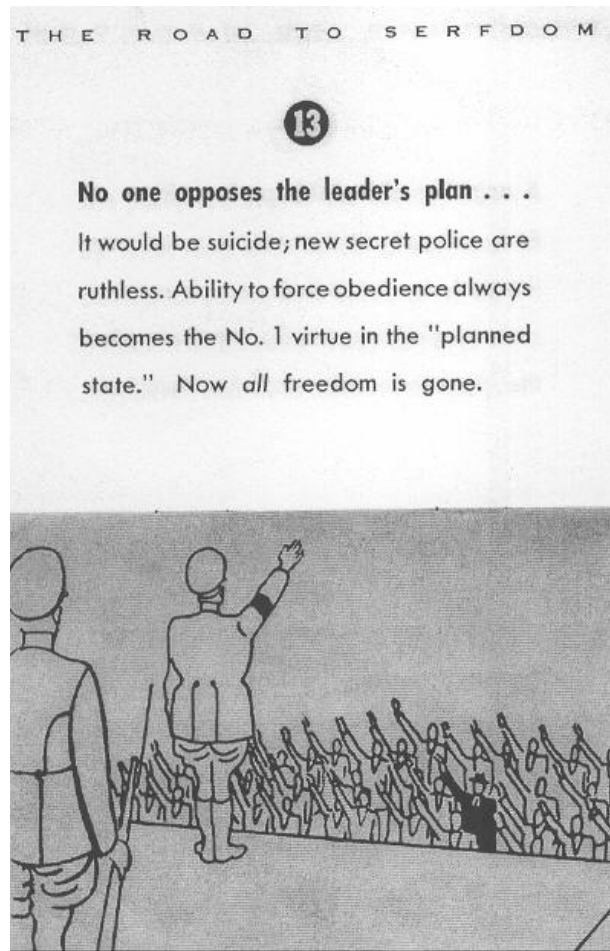 THE ROAD TO SERFDOM
13
No one opposes the leader's plan . . .
It would be suicide; new secret police are
ruthless. Ability to force obedience always
becomes the No. 1 virtue in the "planned
state." Now all freedom is gone.